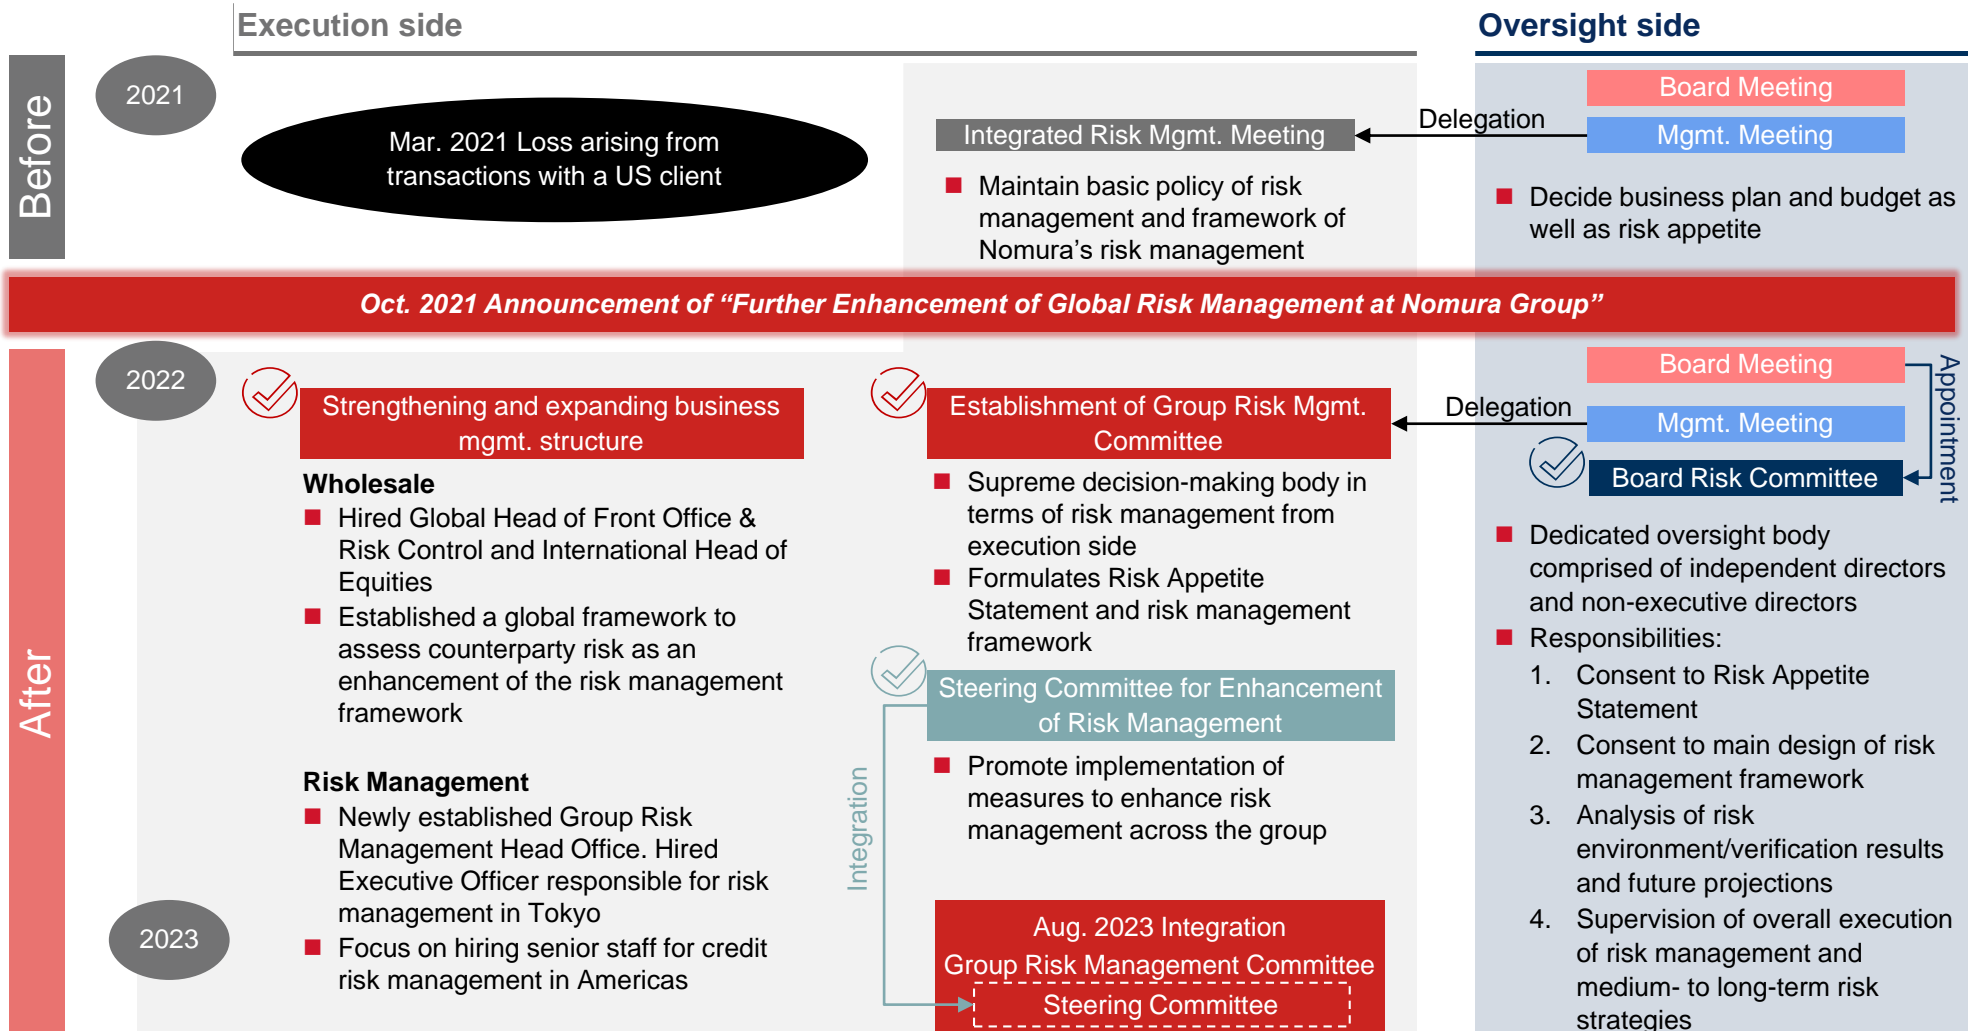 Execution side
Oversight side
Before
2021
Mar. 2021 Loss arising from
transactions with a US client
Integrated Risk Mgmt. Meeting
Maintain basic policy of risk
management and framework of
Nomura's risk management
Delegation
Board Meeting
Mgmt. Meeting
Decide business plan and budget as
well as risk appetite
Oct. 2021 Announcement of “Further Enhancement of Global Risk Management at Nomura Group”
After
2022
Strengthening and expanding business
mgmt. structure
Wholesale
Hired Global Head of Front Office &
Risk Control and International Head of
Equities
Established a global framework to
assess counterparty risk as an
enhancement of the risk management
framework
Risk Management
Newly established Group Risk
Management Head Office. Hired
Executive Officer responsible for risk
management in Tokyo
Focus on hiring senior staff for credit
risk management in Americas
2023
Establishment of Group Risk Mgmt.
Committee
Supreme decision-making body in
terms of risk management from
execution side
Formulates Risk Appetite
Statement and risk management
framework
Steering Committee for Enhancement
of Risk Management
Promote implementation of
measures to enhance risk
management across the group
Integration
Aug. 2023 Integration
Group Risk Management Committee
Steering Committee
Delegation
Board Meeting
Mgmt. Meeting
Board Risk Committee
Appointment
Dedicated oversight body
comprised of independent directors
and non-executive directors
Responsibilities:
1. Consent to Risk Appetite
Statement
2. Consent to main design of risk
management framework
3. Analysis of risk
environment/verification results
and future projections
4. Supervision of overall execution
of risk management and
medium- to long-term risk
strategies